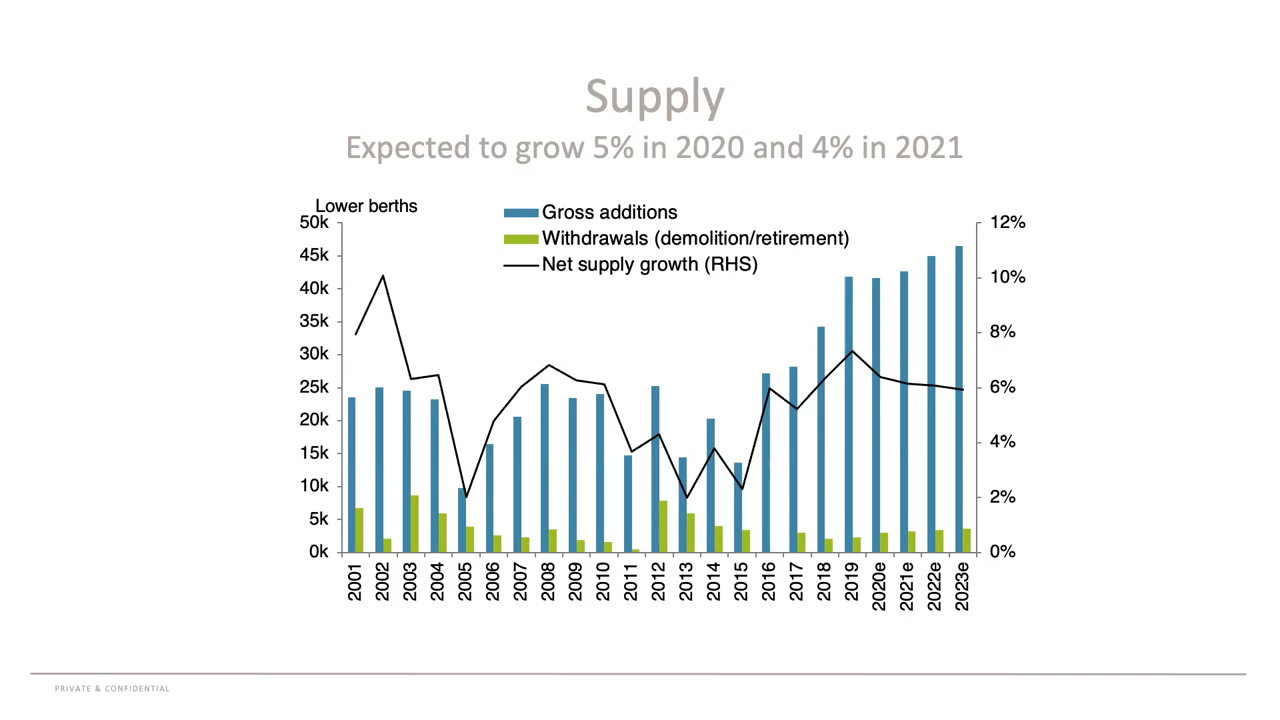 Supply
Expected to grow 5% in 2020 and 4% in 2021
Lower berths
Gross additions
Withdrawals (demolition/retirement)
Net supply growth (RHS)
50k
45k
40k
35k
30k
25k
20k
15k
10k
5k
0k
12%
10%
8%
6%
4%
2%
0%
2001
2002
2003
2004
2005
2006
2007
2008
2009
2010
2011
2012
2013
2014
2015
2016
2017
2018
2019
2020e
2021e
2022e
2023e
PRIVATE & CONFIDENTIAL